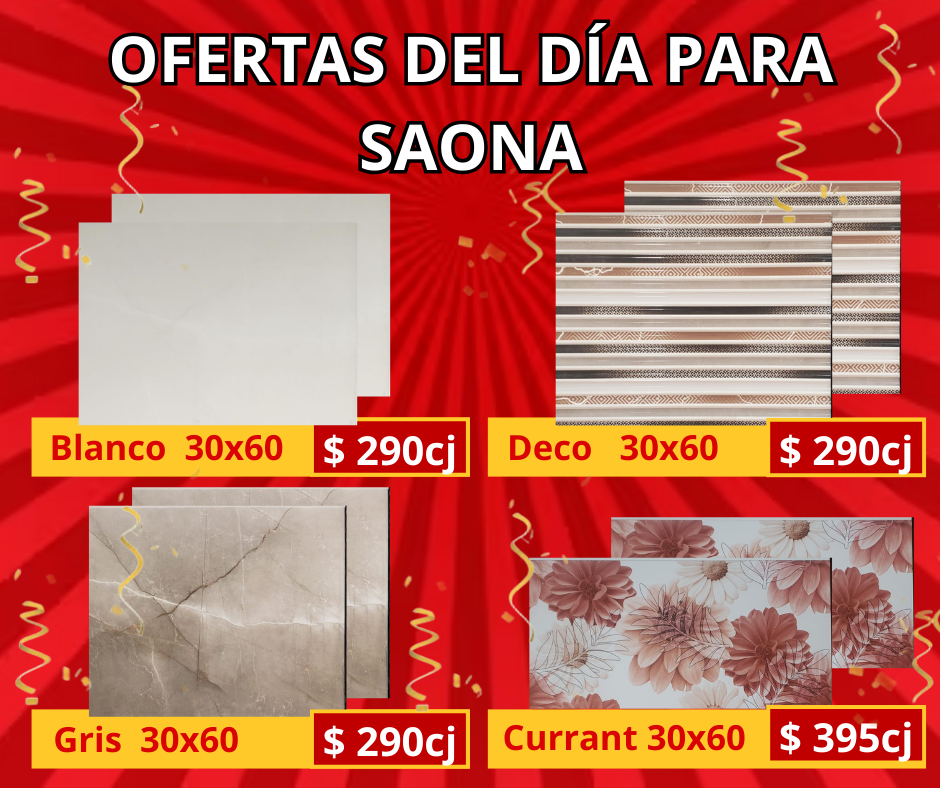 OFERTAS DEL DÍA PARA
SAONA
Blanco 30x60
$ 290cj
Deco 30x60
$ 290cj
Gris 30x60
$ 290cj
Currant 30x60
$ 395cj